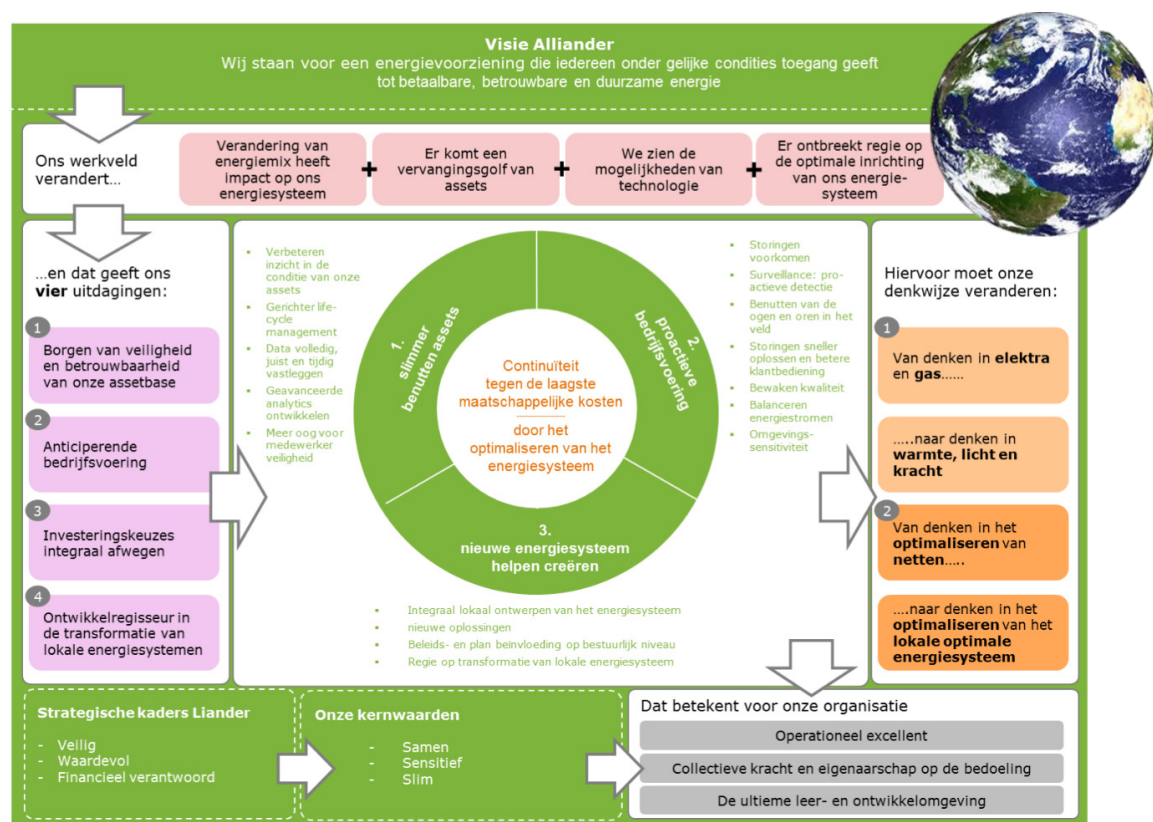 Visie Alliander
Wij staan voor een energievoorziening die iedereen onder gelijke condities toegang geeft
tot betaalbare, betrouwbare en duurzame energie
Ons werkveld
verandert...
Verandering van
energiemix heeft
impact op ons
energiesysteem
+
Er komt een
vervangingsgolf van
assets
+
We zien de
mogelijkheden van
technologie
+
Er ontbreekt regie op
de optimale inrichting
van ons energie-
systeem
...en dat geeft ons
vier uitdagingen:
1
Borgen van veiligheid
en betrouwbaarheid
van onze assetbase
2
Anticiperende
bedrijfsvoering
3
Investeringskeuzes
integraal afwegen
4
Ontwikkelregisseur in
de transformatie van
lokale energiesystemen
▪ Verbeteren
inzicht in de
conditie van onze
assets
▪ Gerichter life-
cycle
management
▪ Data volledig,
juist en tijdig
vastleggen
▪ Geavanceerde
analytics
ontwikkelen
▪ Meer oog voor
medewerker
veiligheid
1.
slimmer
benutten assets
2.
proactieve
bedrijfsvoering
Continuïteit
tegen de laagste
maatschappelijke kosten
door het
optimaliseren van het
energiesysteem
3.
nieuwe energiesysteem
helpen creëren
▪ Storingen
voorkomen
▪ Surveillance: pro-
actieve detectie
▪ Benutten van de
ogen en oren in het
veld
▪ Storingen sneller
oplossen en betere
klantbediening
▪ Bewaken kwaliteit
▪ Balanceren
energiestromen
▪ Omgevings-
sensitiviteit
▪ Integraal lokaal ontwerpen van het energiesysteem
▪ nieuwe oplossingen
▪ Beleids- en plan beinvloeding op bestuurlijk niveau
▪ Regie op transformatie van lokale energiesysteem
Hiervoor moet onze
denkwijze veranderen:
1
Van denken in elektra
en gas......
.....naar denken in
warmte, licht en
kracht
2
Van denken in het
optimaliseren van
netten.....
....naar denken in het
optimaliseren van het
lokale optimale
energiesysteem
Strategische kaders Liander
- Veilig
- Waardevol
- Financieel verantwoord
Onze kernwaarden
- Samen
- Sensitief
- Slim
Dat betekent voor onze organisatie
Operationeel excellent
Collectieve kracht en eigenaarschap op de bedoeling
De ultieme leer- en ontwikkelomgeving